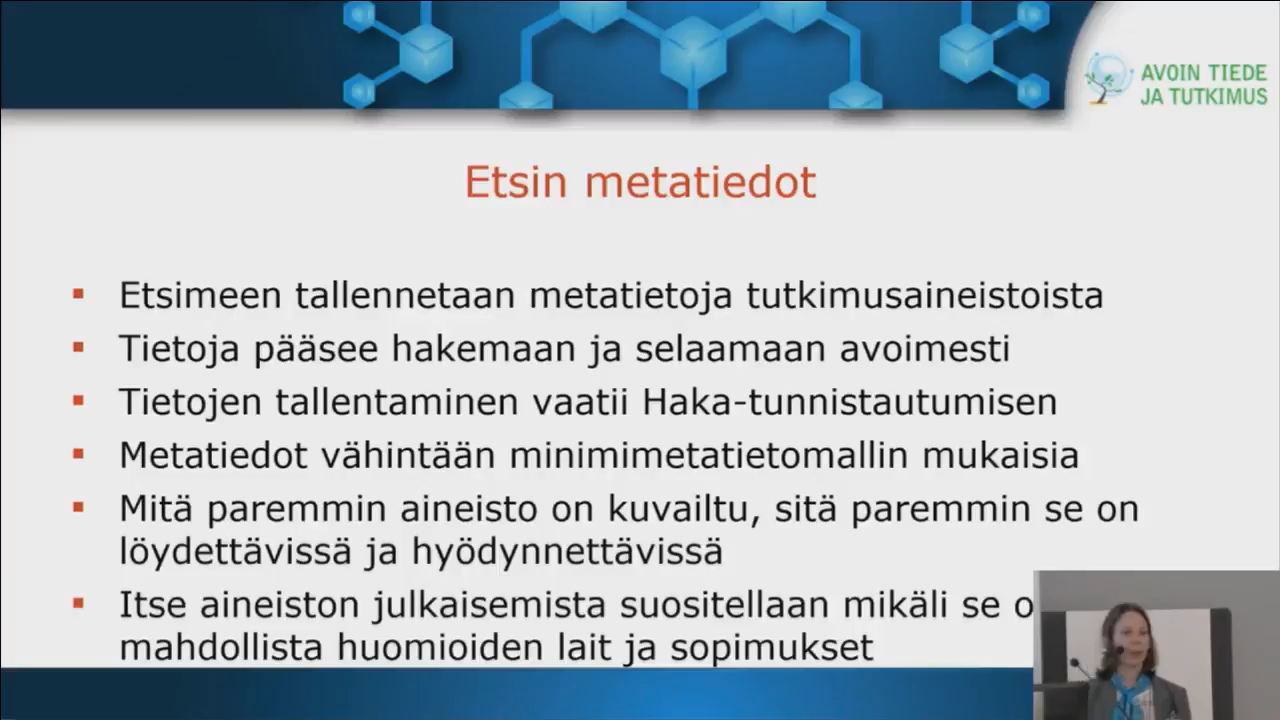 AVOIN TIEDE
JA TUTKIMUS
Etsin metatiedot
Etsimeen tallennetaan metatietoja tutkimusaineistoista
Tietoja pääsee hakemaan ja selaamaan avoimesti
Tietojen tallentaminen vaatii Haka-tunnistautumisen
Metatiedot vähintään minimimetatietomallin mukaisia
Mitä paremmin aineisto on kuvailtu, sitä paremmin se on
löydettävissä ja hyödynnettävissä
Itse aineiston julkaisemista suositellaan mikäli se
mahdollista huomioiden lait ja sopimukset